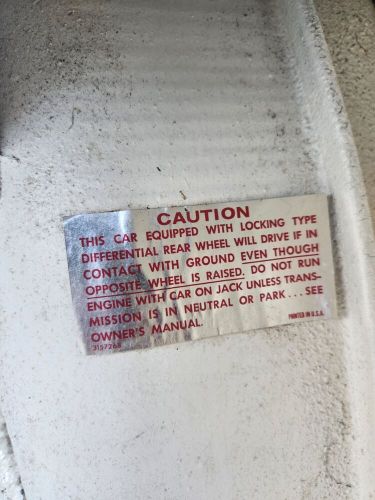 CAUTION
THIS CAR EQUIPPED WITH LOCKING TYPE
DIFFERENTIAL REAR WHEEL WILL DRIVE IF IN
CONTACT WITH GROUND EVEN THOUGH
OPPOSITE WHEEL IS RAISED. DO NOT RUN
ENGINE WITH CAR ON JACK UNLESS TRANS-
MISSION IS IN NEUTRAL OR PARK...SEE
OWNER'S MANUAL.
PRINTED IN U.S.A.